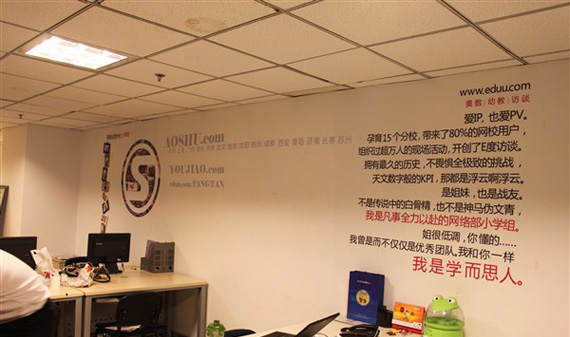 AOSHU.com
YOUJIAO.com
eduu.com/FANGTAN
www.eduu.com
奥数|幼教|访谈
爱IP,也爱PV。
孕育15个分校,带来了80%的网校用户,
组织过超万人的现场活动,开创了E度访谈。
拥有最久的历史,不畏惧全极致的挑战,
天文数字般的KPI,那都是浮云啊浮云。
是姐妹,也是战友。
不是传说中的白骨精,也不是神马伪文青,
我是凡事全力以赴的网络部小学组。
姐很低调,你懂的……
我曾是而不仅仅是优秀团队。我和你一样
我是学而思人。